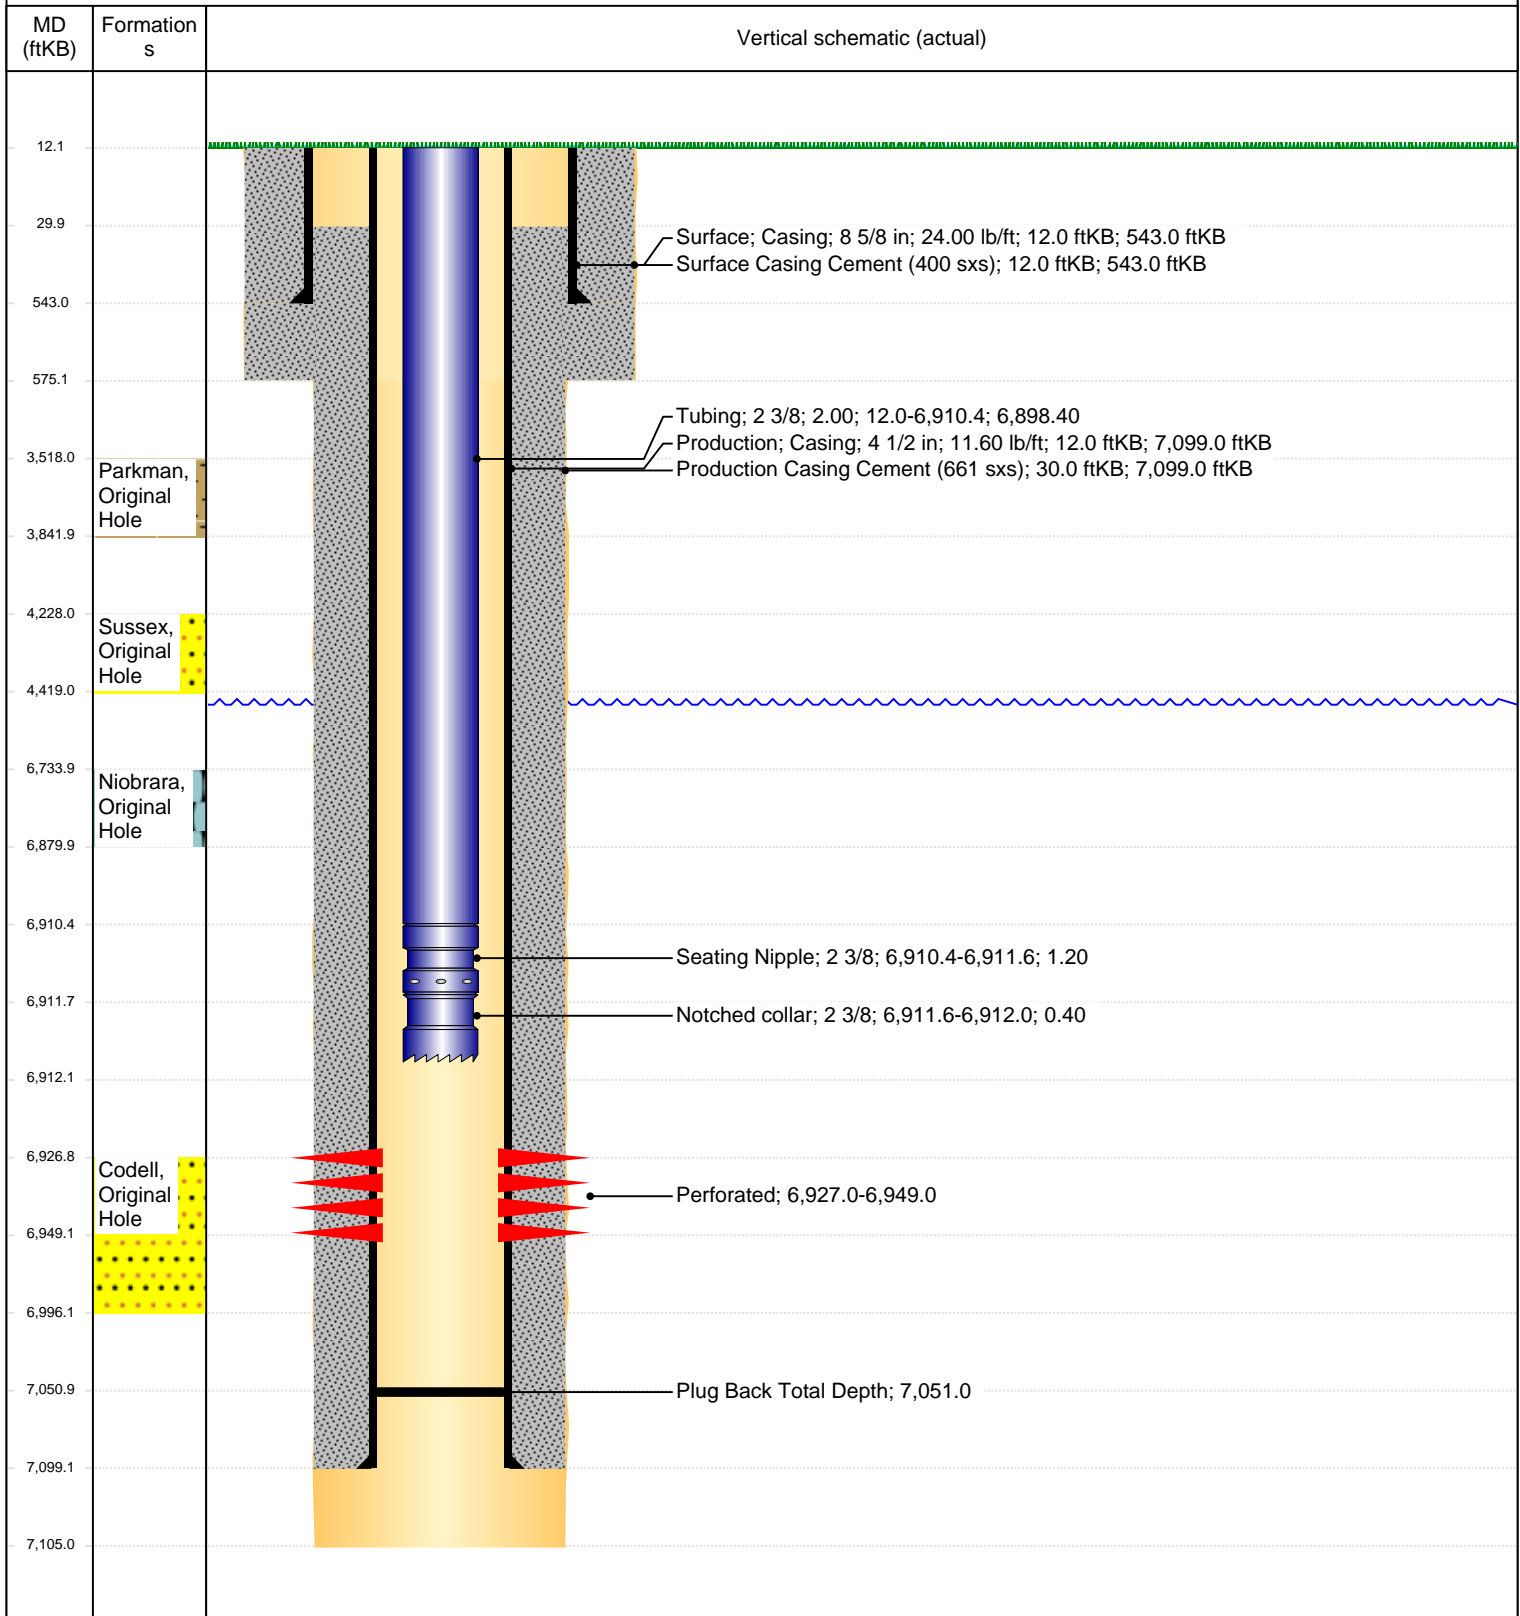 MD
(ftKB)
Formation
s
Vertical schematic (actual)
12.1
29.9
Surface; Casing; 8 5/8 in; 24.00 lb/ft; 12.0 ftKB; 543.0 ftKB
Surface Casing Cement (400 sxs); 12.0 ftKB; 543.0 ftKB
543.0
575.1
Tubing; 2 3/8; 2.00; 12.0-6,910.4; 6,898.40
Production; Casing; 4 1/2 in; 11.60 lb/ft; 12.0 ftKB; 7,099.0 ftKB
3,518.0
Production Casing Cement (661 sxs); 30.0 ftKB; 7,099.0 ftKB
Parkman,
Original
Hole
3,841.9
4,228.0
Sussex,
Original
Hole
4,419.0
6,733.9
Niobrara,
Original
Hole
6,879.9
6,910.4
Seating Nipple; 2 3/8; 6,910.4-6,911.6; 1.20
6,911.7
Notched collar; 2 3/8; 6,911.6-6,912.0; 0.40
6,912.1
6,926.8
Codell,
Original
Hole
Perforated; 6,927.0-6,949.0
6,949.1
6,996.1
7,050.9
Plug Back Total Depth; 7,051.0
7,099.1
7,105.0